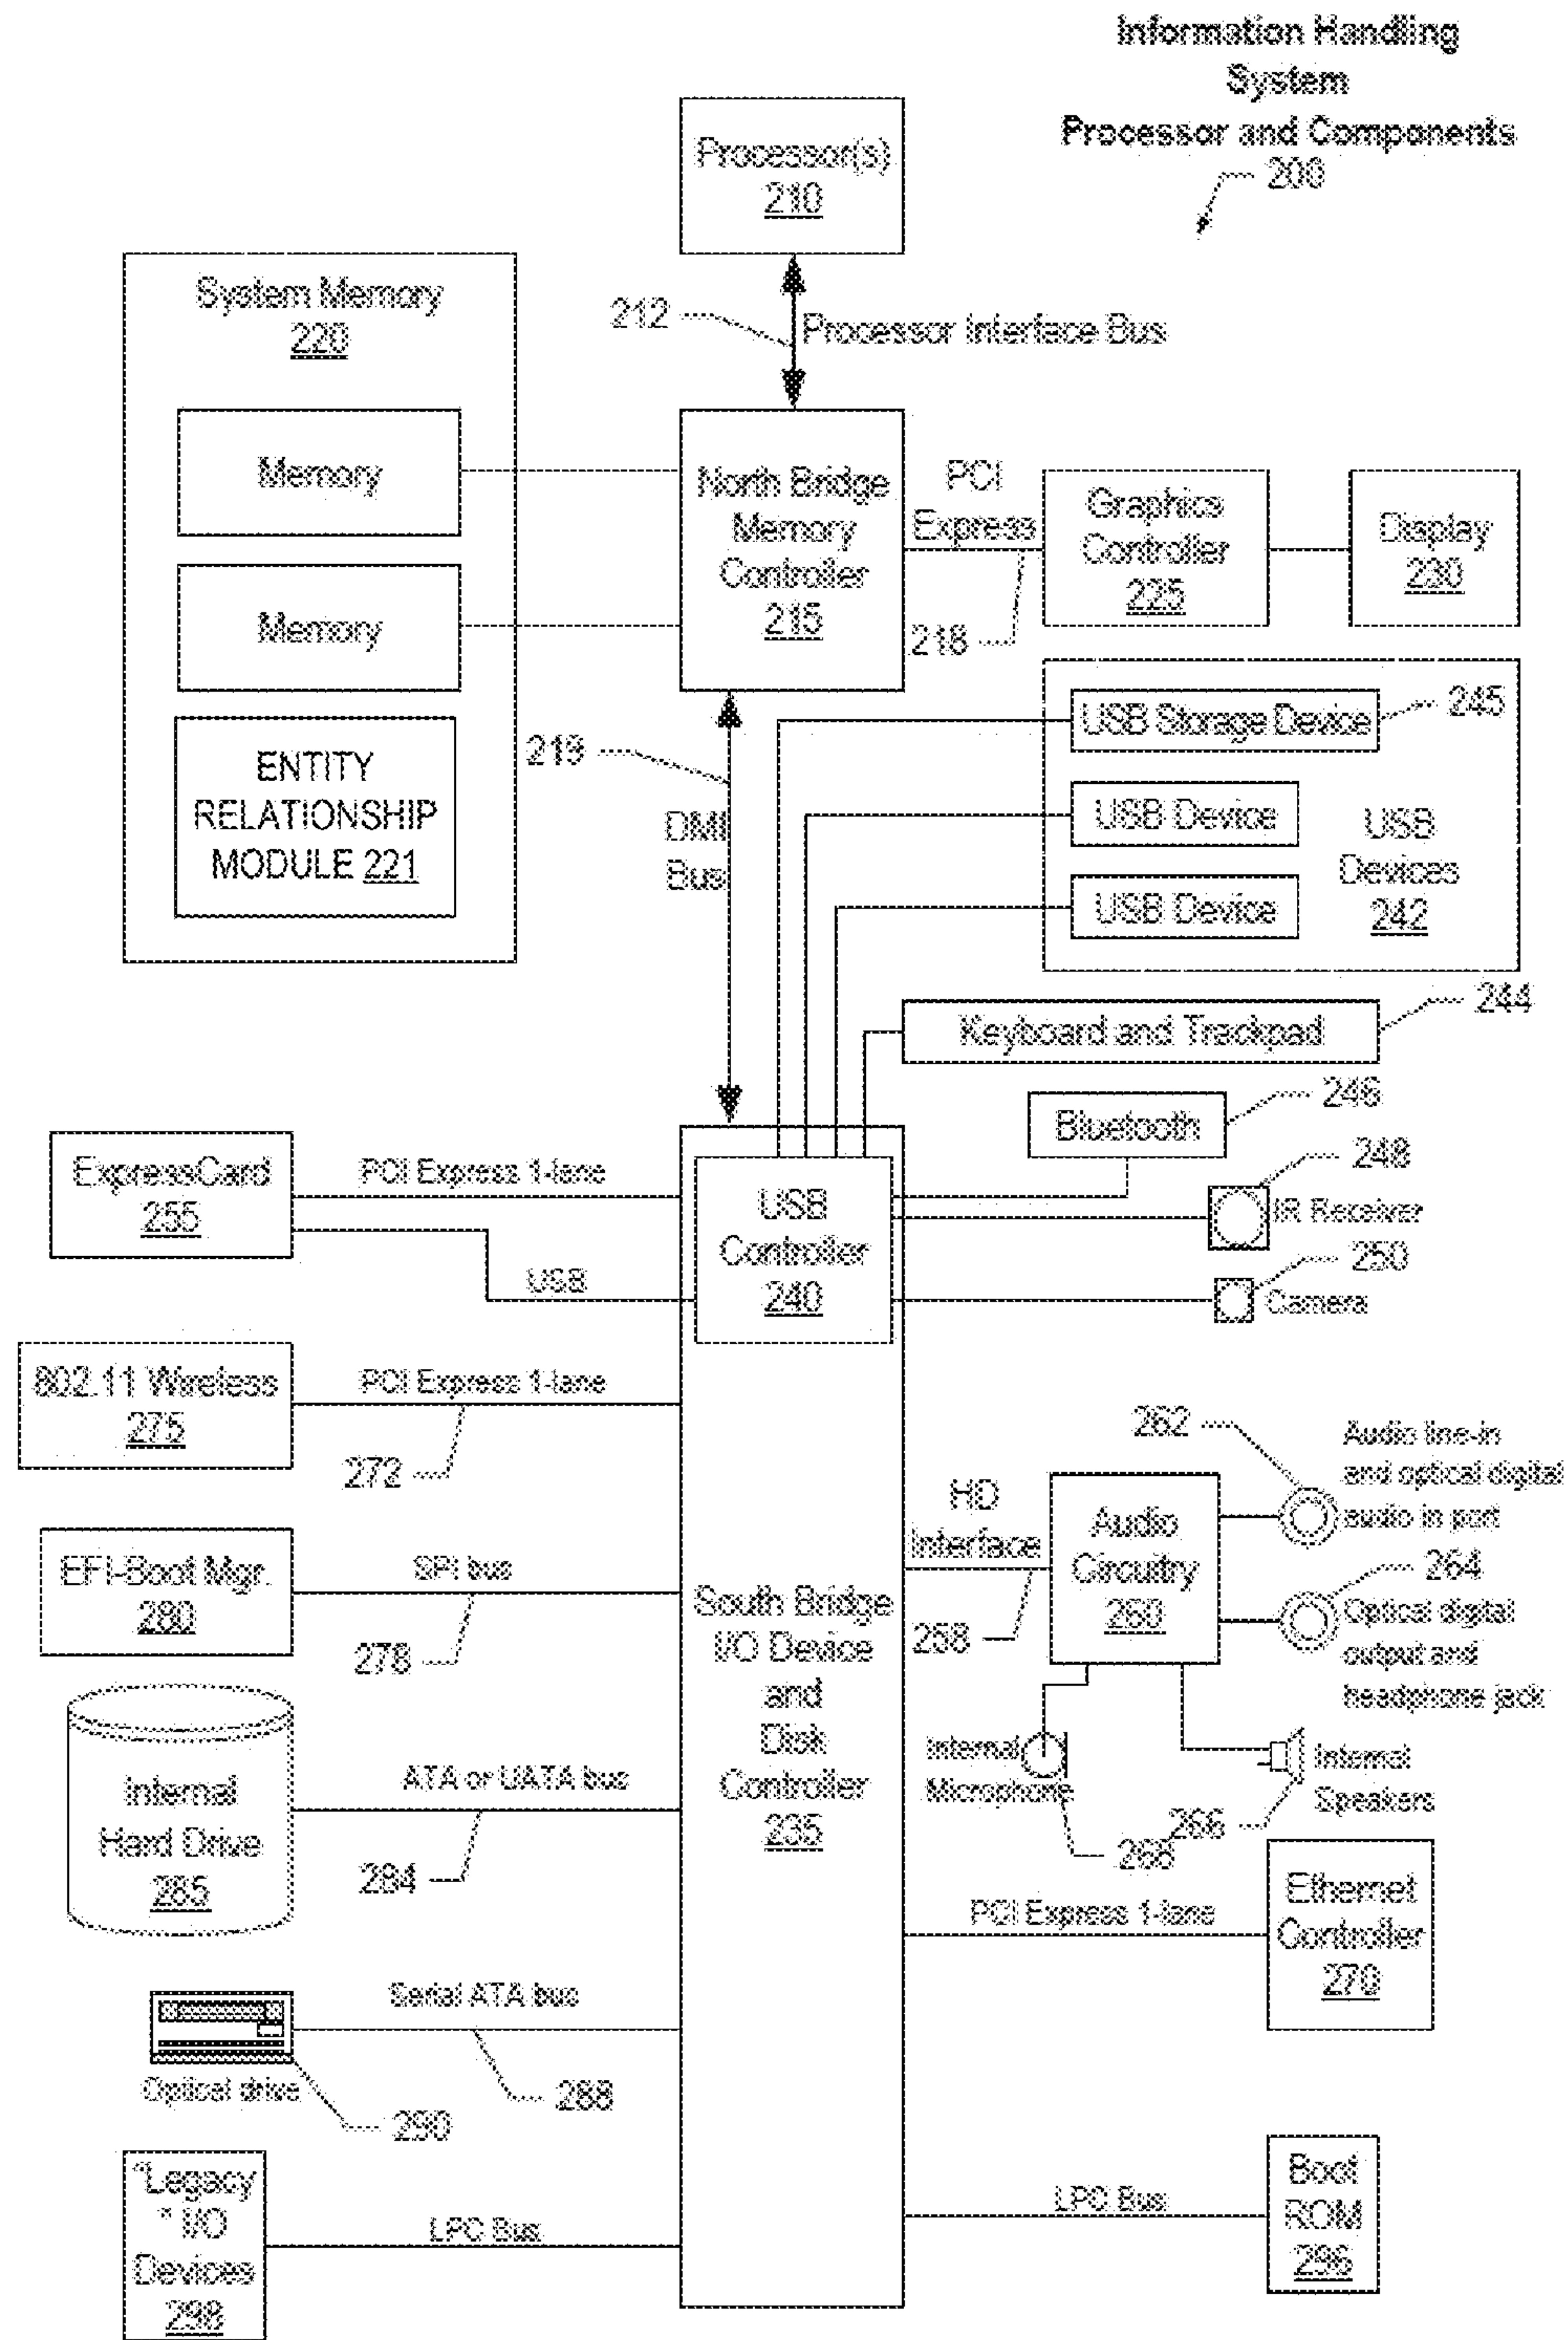 Information Handling
System
Processor and Components
200
Processor(s)
210
212
Processor Interface Bus
System Memory
220
Memory
Memory
ENTITY
RELATIONSHIP
MODULE 221
North Bridge
Memory
Controller
215
PCI
Express
218
Graphics
Controller
225
Display
230
219
DMI
Bus
USB Storage Device
245
USB Device
USB Device
USB
Devices
242
Keyboard and Trackpad
244
Bluetooth
246
248
IR Receiver
250
Camera
ExpressCard
255
PCI Express 1-lane
USB
USB
Controller
240
802.11 Wireless
275
PCI Express 1-lane
272
EFI-Boot Mgr.
280
SPI bus
278
Internal
Hard Drive
285
ATA or UATA bus
284
Serial ATA bus
288
Optical drive
290
"Legacy
" I/O
Devices
298
LPC Bus
South Bridge
I/O Device
and
Disk
Controller
235
HD
Interface
258
Audio
Circuitry
260
262
Audio line-in
and optical digital
audio in port
264
Optical digital
output and
headphone jack
Internal
Microphone
268
266
Internal
Speakers
PCI Express 1-lane
Ethernet
Controller
270
LPC Bus
Boot
ROM
296